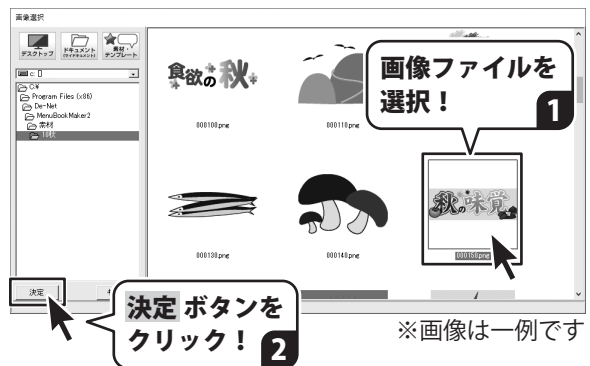 画像選択
デスクトップ
ドキュメント
(マイドキュメント)
素材・
テンプレート
c: []
C:¥
Program Files (x86)
De-Net
MenuBookMaker2
素材
10秋
食欲の秋
000100.png
000110.png
画像ファイルを
選択！
1
000130.png
000140.png
秋の味覚
000150.png
決定
決定 ボタンを
クリック！
2
※画像は一例です